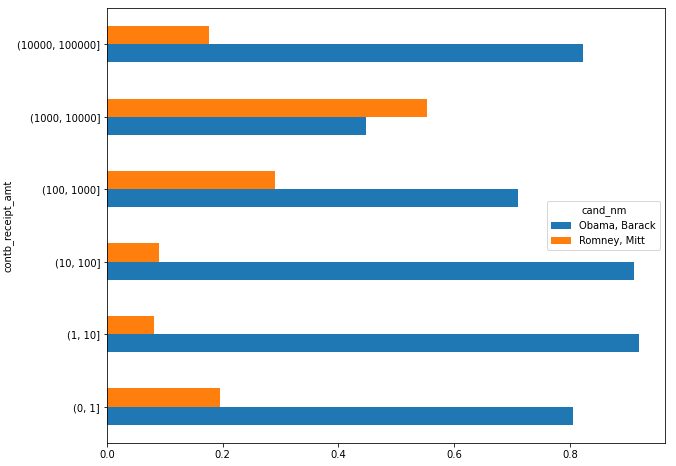 (10000, 100000]
(1000, 10000]
(100, 1000]
(10, 100]
(1, 10]
(0, 1]
contb_receipt_amt
cand_nm
Obama, Barack
Romney, Mitt
0.0 0.2 0.4 0.6 0.8